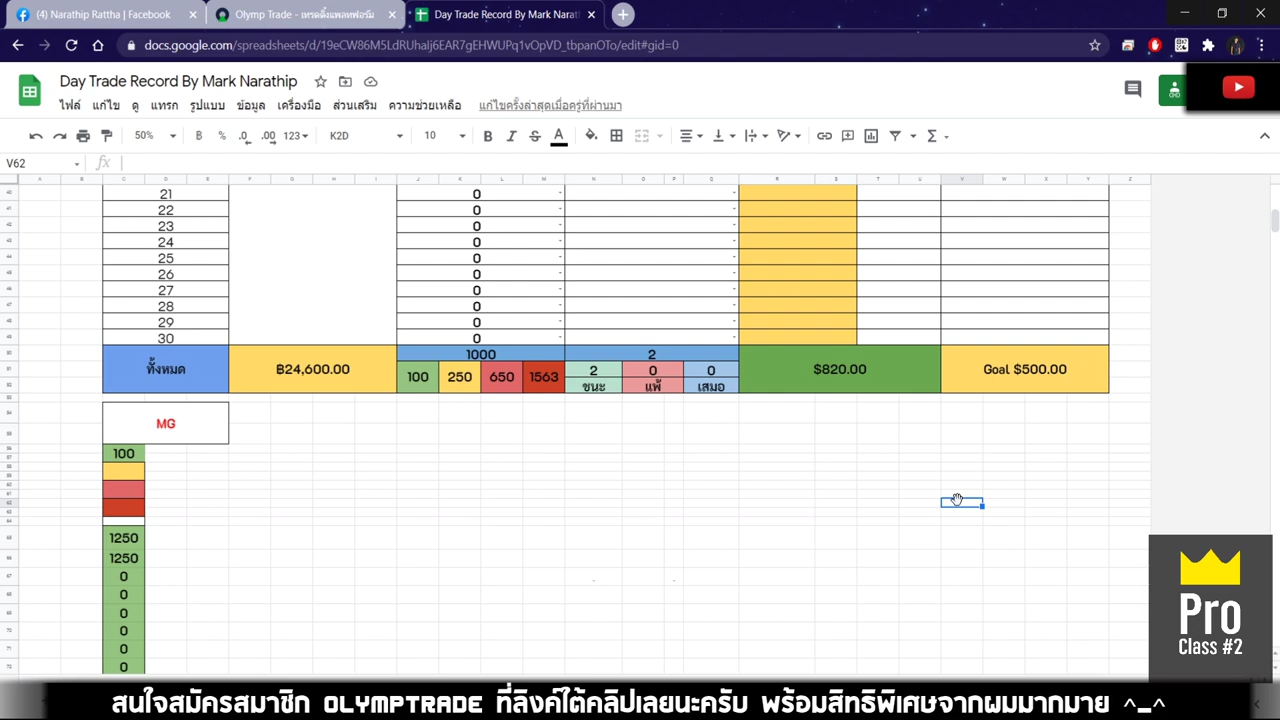 (4) Narathip Rattha | Facebook
Olymp Trade - เทรดดิ้งแพลทฟอร์ม
Day Trade Record By Mark Narat
docs.google.com/spreadsheets/d/19eCW86M5LdRUhaIj6EAR7gEHWUPq1vOpVD_tbpanOTo/edit#gid=0
Day Trade Record By Mark Narathip
ไฟล์ แก้ไข ดู แทรก รูปแบบ ข้อมูล เครื่องมือ ส่วนเสริม ความช่วยเหลือ แก้ไขครั้งล่าสุดเมื่อครู่ที่ผ่านมา
50% ฿ % .0 .00 123 K2D 10 B I S A
V62 fx
21 0
22 0
23 0
24 0
25 0
26 0
27 0
28 0
29 0
30 0
ทั้งหมด ฿24,600.00 1000 2 $820.00 Goal $500.00
100 250 650 1563 2 0 0
ชนะ แพ้ เสมอ
MG
100
1250
1250
0
0
0
0
0
0
Pro
Class #2
สนใจสมัครสมาชิก OLYMPTRADE ที่ลิงค์ใต้คลิปเลยนะครับ พร้อมสิทธิพิเศษจากผมมากมาย ^_^